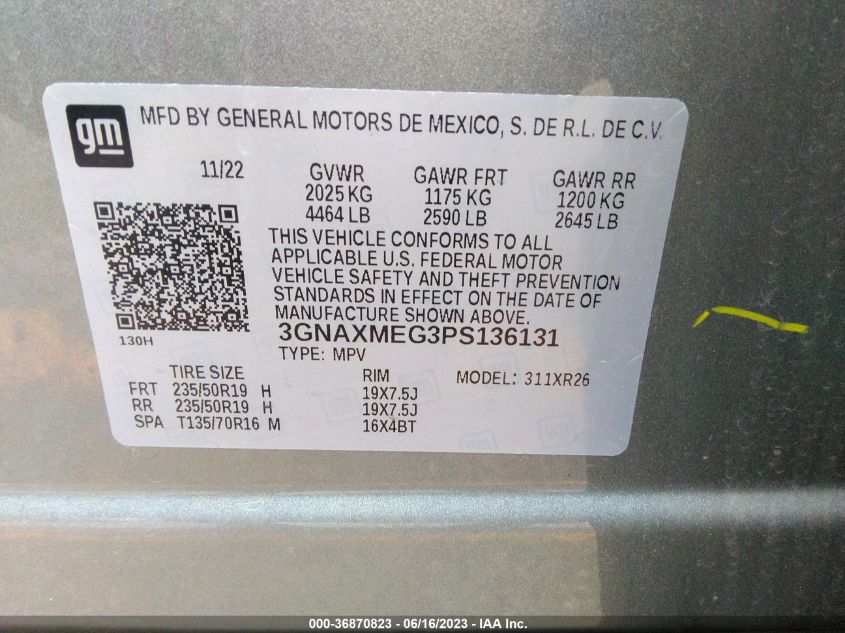 gm
MFD BY GENERAL MOTORS DE MEXICO, S. DE R.L. DE C.V.
11/22
GVWR GAWR FRT GAWR RR
2025 KG 1175 KG 1200 KG
4464 LB 2590 LB 2645 LB
THIS VEHICLE CONFORMS TO ALL
APPLICABLE U.S. FEDERAL MOTOR
VEHICLE SAFETY AND THEFT PREVENTION
STANDARDS IN EFFECT ON THE DATE OF
MANUFACTURE SHOWN ABOVE.
130H
3GNAXMEG3PS136131
TYPE: MPV
TIRE SIZE RIM MODEL: 311XR26
FRT 235/50R19 H 19X7.5J
RR 235/50R19 H 19X7.5J
SPA T135/70R16 M 16X4BT
000-36870823 - 06/16/2023 - IAA Inc.